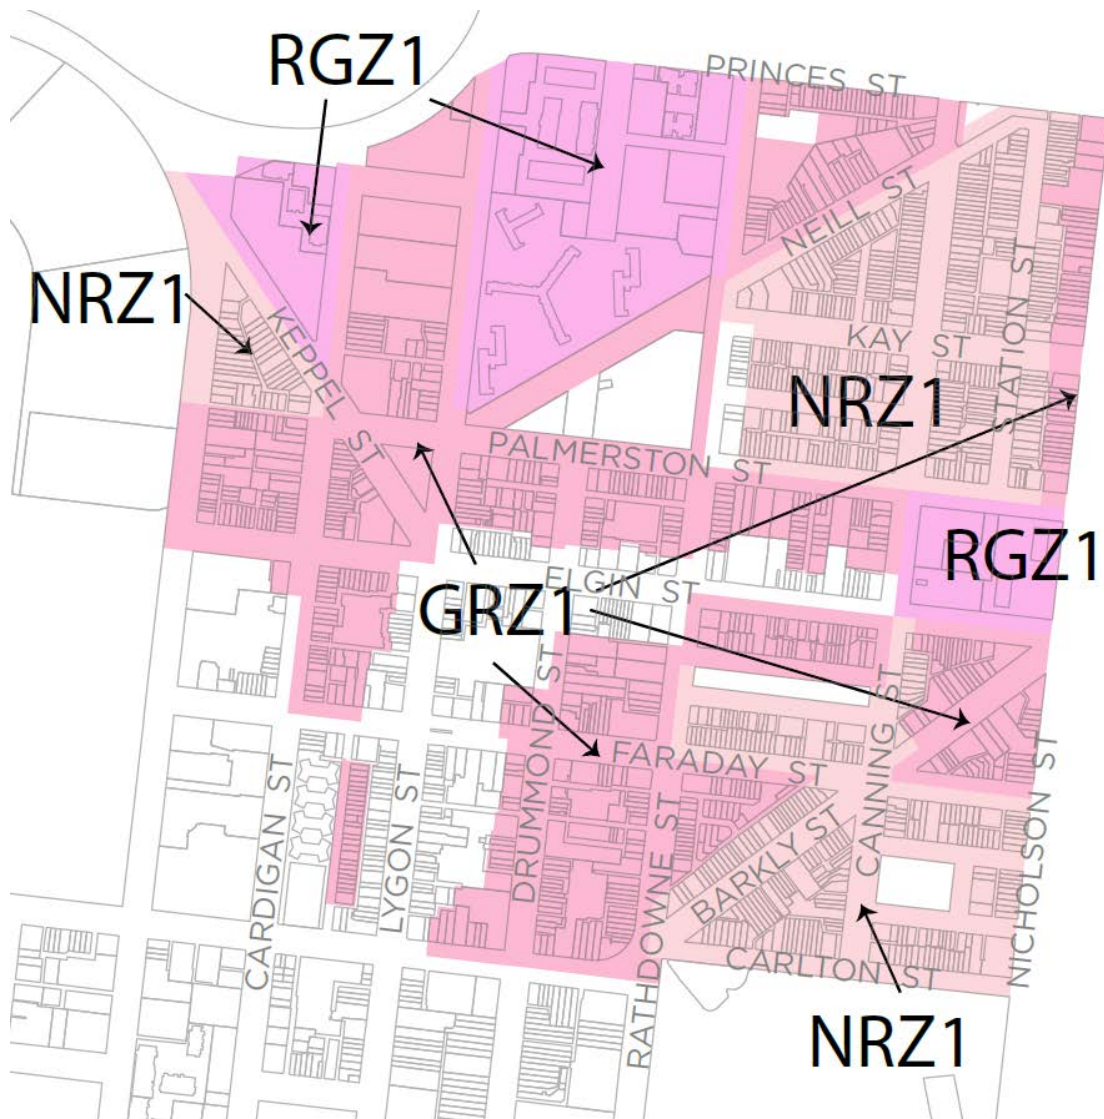 RGZ1
PRINCES ST
NEILL ST
NRZ1
KEPPEL ST
STATION ST
KAY ST
NRZ1
PALMERSTON ST
RGZ1
ELGIN ST
GRZ1
DRUMMOND ST
CANNING ST
FARADAY ST
CARDIGAN ST
LYGON ST
RATHDOWNE ST
BARKLY ST
NICHOLSON ST
CARLTON ST
NRZ1